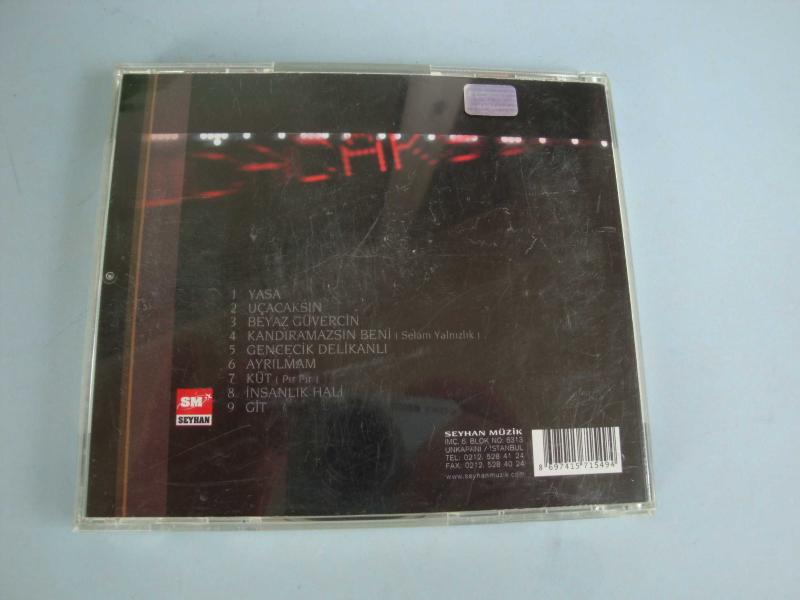 1 YASA
2 UÇACAKSIN
3 BEYAZ GÜVERCİN
4 KANDIRAMAZSIN BENİ ( Selam Yalnızlık )
5 GENCECİK DELİKANLI
6 AYRILMAM
7 KÜT ( Pır Pır )
8 İNSANLIK HALİ
9 GİT
SM
SEYHAN
SEYHAN MÜZİK
İMÇ. 6. BLOK NO: 6313
UNKAPANI / İSTANBUL
TEL: 0212. 528 41 24
FAX: 0212. 528 40 24
www.seyhanmuzik.com
8 697415 715494